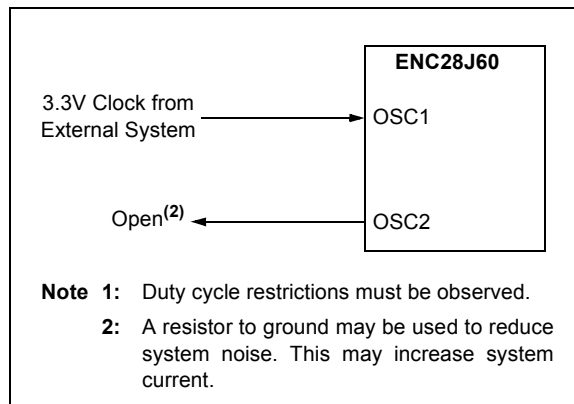 ENC28J60
3.3V Clock from
External System
OSC1
Open(2)
OSC2
Note 1: Duty cycle restrictions must be observed.
2: A resistor to ground may be used to reduce
system noise. This may increase system
current.